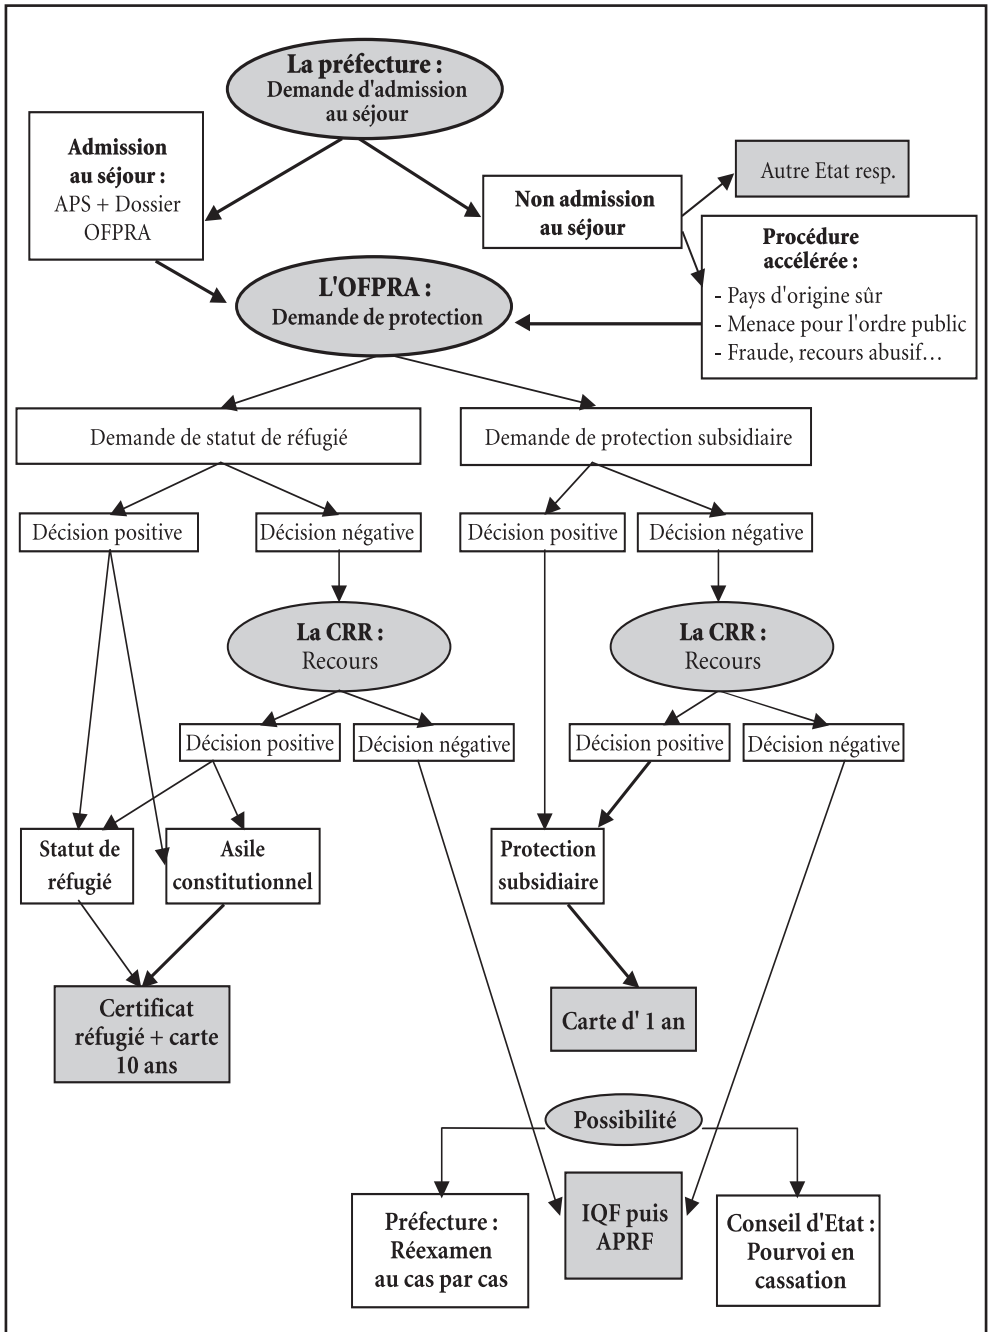 La préfecture :
Demande d'admission
au séjour
Admission
au séjour :
APS + Dossier
OFPRA
Non admission
au séjour
Autre Etat resp.
Procédure
accélérée :
- Pays d'origine sûr
- Menace pour l'ordre public
- Fraude, recours abusif…
L'OFPRA :
Demande de protection
Demande de statut de réfugié
Demande de protection subsidiaire
Décision positive
Décision négative
Décision positive
Décision négative
La CRR :
Recours
La CRR :
Recours
Décision positive
Décision négative
Décision positive
Décision négative
Statut de
réfugié
Asile
constitutionnel
Protection
subsidiaire
Certificat
réfugié + carte
10 ans
Carte d' 1 an
Possibilité
Préfecture :
Réexamen
au cas par cas
IQF puis
APRF
Conseil d'Etat :
Pourvoi en
cassation